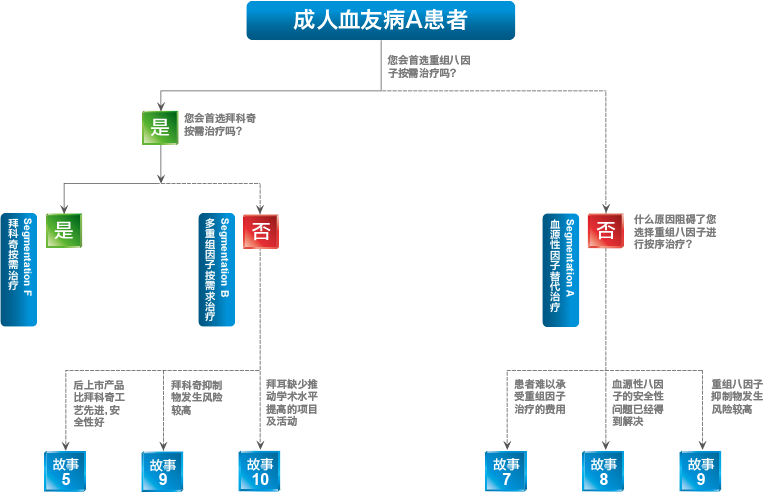 成人血友病A患者
您会首选重组八因
子按需治疗吗?
是
您会首选拜科奇
按需治疗吗?
Segmentation F
拜科奇按需治疗
是
Segmentation B
多重组因子按需求治疗
否
Segmentation A
血源性因子替代治疗
否
什么原因阻碍了您
选择重组八因子进
行按序治疗?
后上市产品
比拜科奇工
艺先进,安
全性好
拜科奇抑制
物发生风险
较高
拜耳缺少推
动学术水平
提高的项目
及活动
患者难以承
受重组因子
治疗的费用
血源性八因
子的安全性
问题已经得
到解决
重组八因子
抑制物发生
风险较高
故事
5
故事
9
故事
10
故事
7
故事
8
故事
9